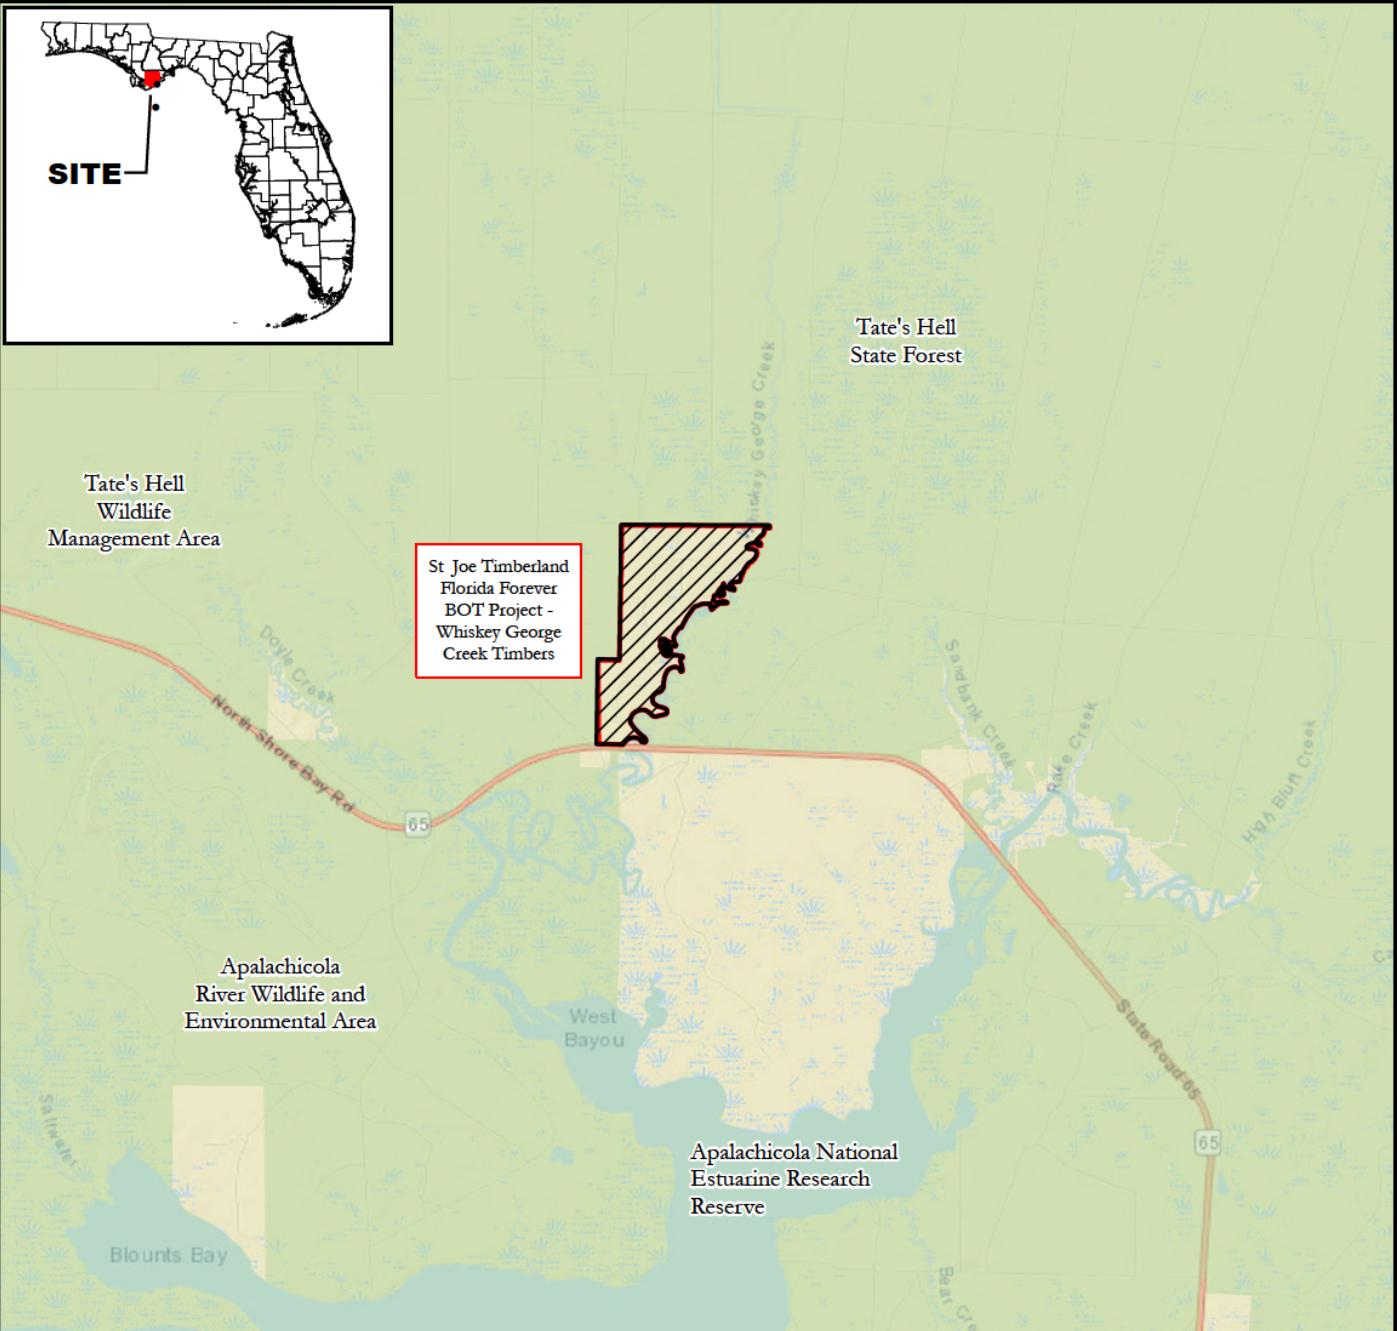 SITE
Tate's Hell
State Forest
Whiskey George Creek
Tate's Hell
Wildlife
Management Area
St Joe Timberland
Florida Forever
BOT Project -
Whiskey George
Creek Timbers
Doyle Creek
North Shore Bay Rd
65
Sandbank Creek
Rake Creek
High Bluff Creek
Apalachicola
River Wildlife and
Environmental Area
West
Bayou
State Road 65
65
Saltwater
Apalachicola National
Estuarine Research
Reserve
Blounts Bay
Bear Cre